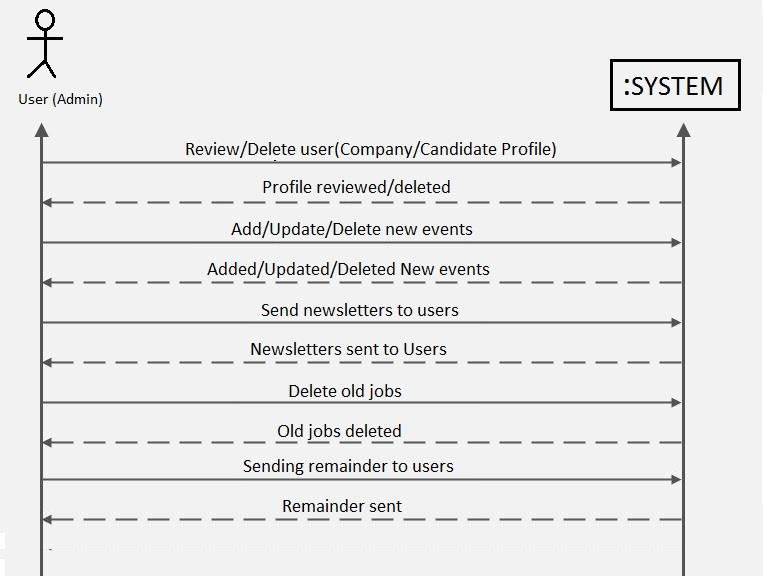 User (Admin)
:SYSTEM
Review/Delete user(Company/Candidate Profile)
Profile reviewed/deleted
Add/Update/Delete new events
Added/Updated/Deleted New events
Send newsletters to users
Newsletters sent to Users
Delete old jobs
Old jobs deleted
Sending remainder to users
Remainder sent